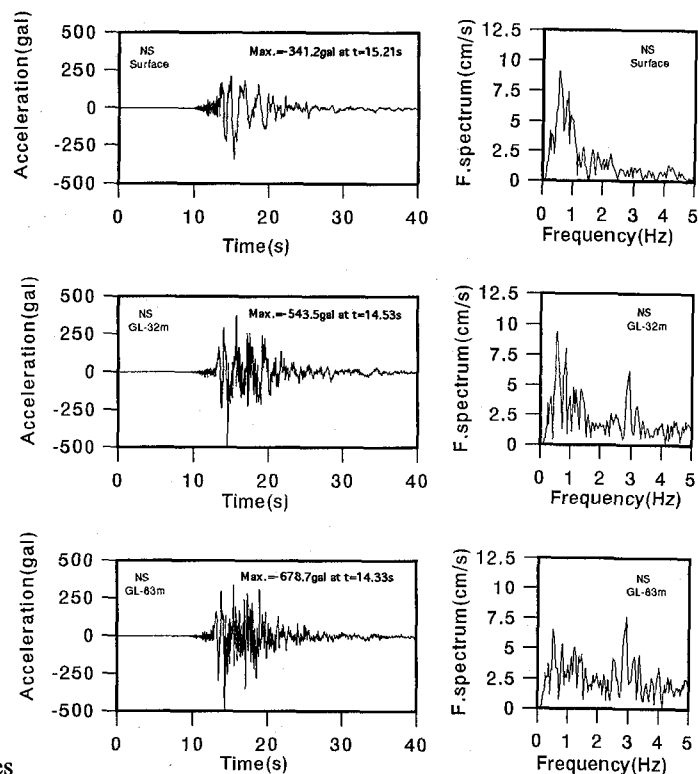 Acceleration(gal)
500
250
0
-250
-500
NS
Surface
Max.=-341.2gal at t=15.21s
0 10 20 30 40
Time(s)
F.spectrum(cm/s)
12.5
10
7.5
5
2.5
0
NS
Surface
0 1 2 3 4 5
Frequency(Hz)
Acceleration(gal)
500
250
0
-250
-500
NS
GL-32m
Max.=-543.5gal at t=14.53s
0 10 20 30 40
Time(s)
F.spectrum(cm/s)
12.5
10
7.5
5
2.5
0
NS
GL-32m
0 1 2 3 4 5
Frequency(Hz)
Acceleration(gal)
500
250
0
-250
-500
NS
GL-83m
Max.=-678.7gal at t=14.33s
0 10 20 30 40
Time(s)
F.spectrum(cm/s)
12.5
10
7.5
5
2.5
0
NS
GL-83m
0 1 2 3 4 5
Frequency(Hz)
es